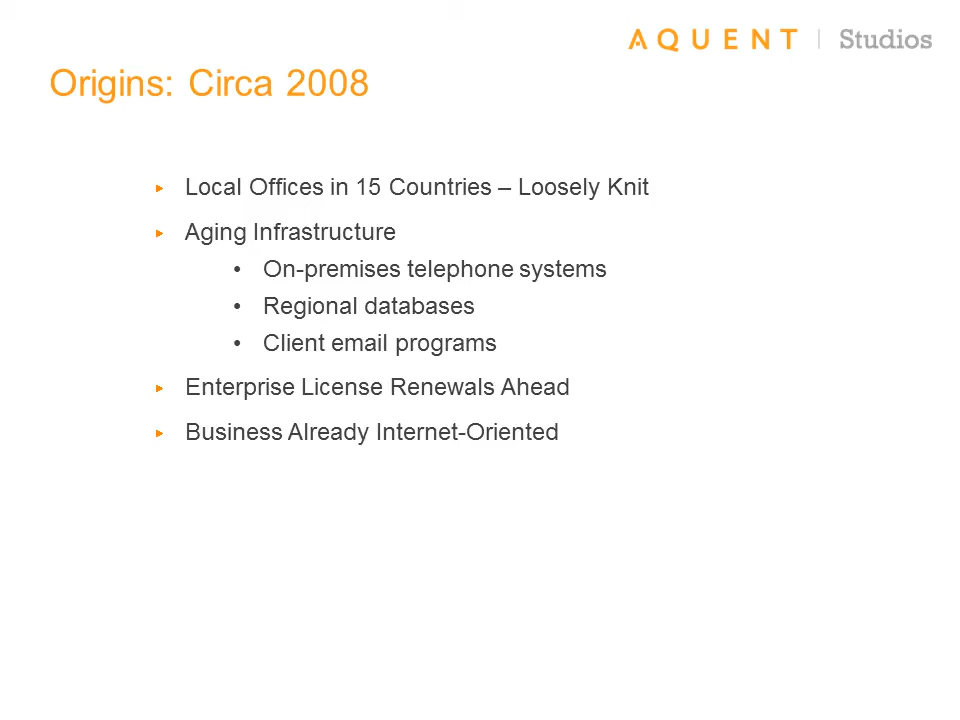 AQUENT | Studios
Origins: Circa 2008
▸ Local Offices in 15 Countries – Loosely Knit
▸ Aging Infrastructure
• On-premises telephone systems
• Regional databases
• Client email programs
▸ Enterprise License Renewals Ahead
▸ Business Already Internet-Oriented